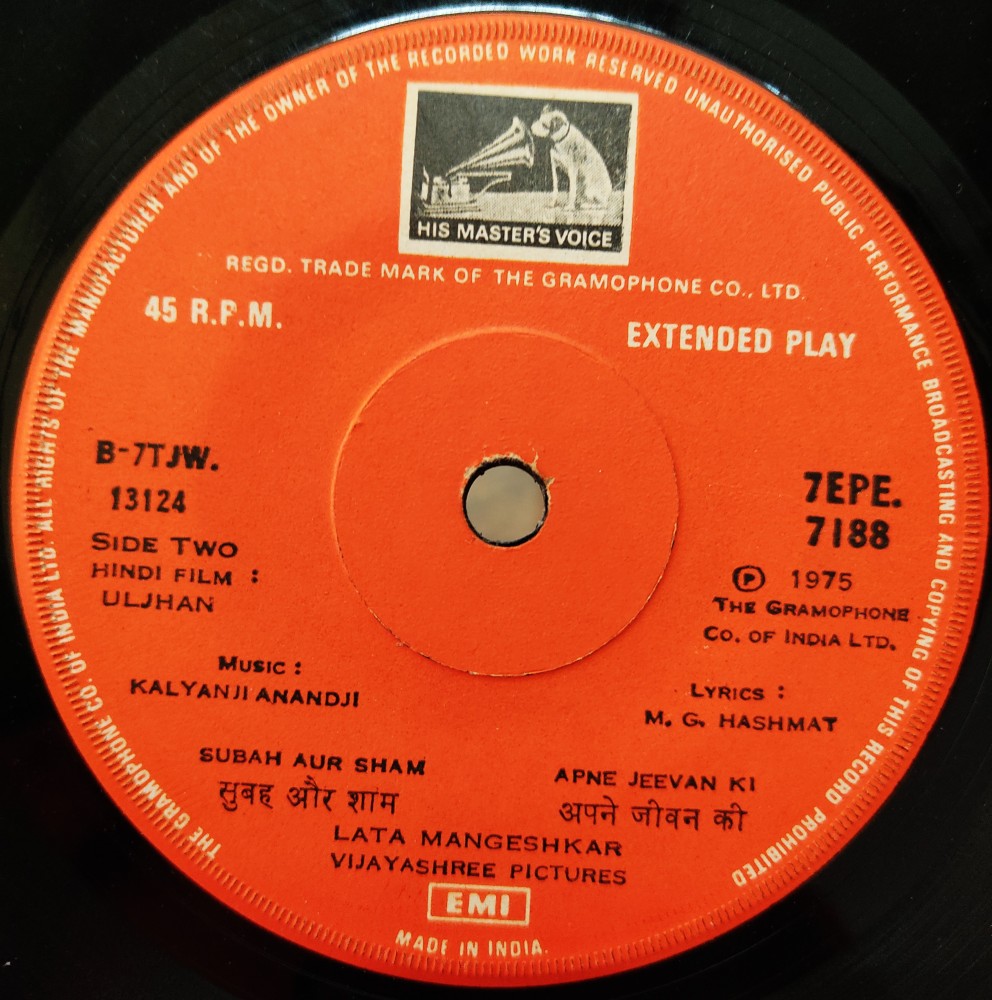 THE GRAMOPHONE CO. OF INDIA LTD. ALL RIGHTS OF THE MANUFACTURER AND OF THE OWNER OF THE RECORDED WORK RESERVED UNAUTHORISED PUBLIC PERFORMANCE BROADCASTING AND COPYING OF THIS RECORD PROHIBITED
HIS MASTER'S VOICE
REGD. TRADE MARK OF THE GRAMOPHONE CO., LTD.
45 R.P.M.
EXTENDED PLAY
B-7TJW.
13124
SIDE TWO
HINDI FILM :
ULJHAN
7EPE.
7188
Ⓟ 1975
THE GRAMOPHONE
CO. OF INDIA LTD.
MUSIC :
KALYANJI ANANDJI
LYRICS :
M. G. HASHMAT
SUBAH AUR SHAM
सुबह और शाम
APNE JEEVAN KI
अपने जीवन की
LATA MANGESHKAR
VIJAYASHREE PICTURES
EMI
MADE IN INDIA.